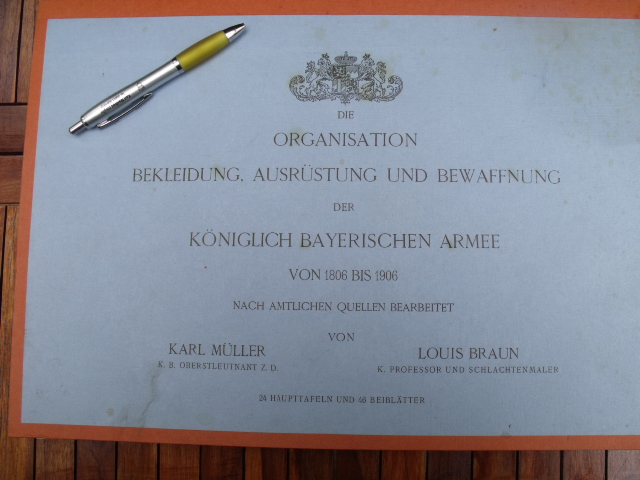 DIE
ORGANISATION
BEKLEIDUNG, AUSRÜSTUNG UND BEWAFFNUNG
DER
KÖNIGLICH BAYERISCHEN ARMEE
VON 1806 BIS 1906
NACH AMTLICHEN QUELLEN BEARBEITET
VON
KARL MÜLLER
K. B. OBERSTLEUTNANT Z. D.
LOUIS BRAUN
K. PROFESSOR UND SCHLACHTENMALER
24 HAUPTTAFELN UND 46 BEIBLÄTTER